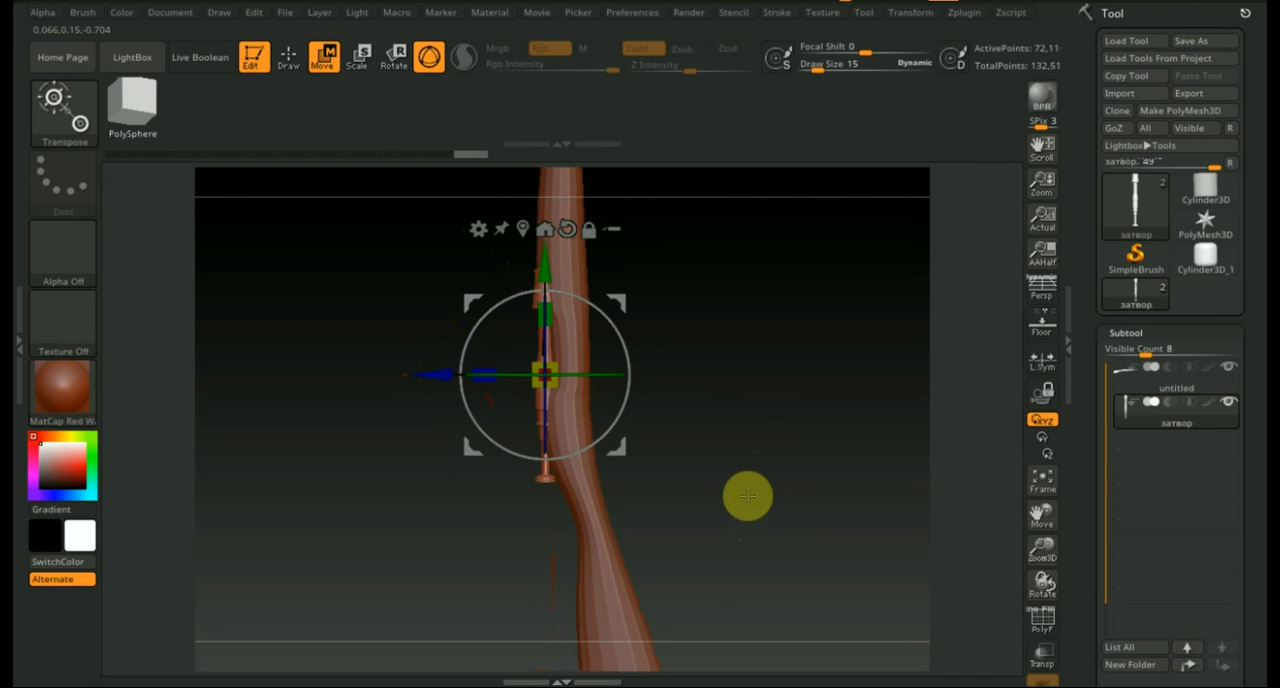 Alpha Brush Color Document Draw Edit File Layer Light Macro Marker Material Movie Picker Preferences Render Stencil Stroke Texture Tool Transform Zplugin Zscript
0.066,0.15,-0.704
Home Page LightBox Live Boolean Edit Draw Move Scale Rotate
Mrgb Rgb M Zadd Zsub Zcut
Rgb Intensity Z Intensity
S Focal Shift 0
Draw Size 15 Dynamic
D ActivePoints: 72,11
TotalPoints: 132,51
Transpose
Dots
Alpha Off
Texture Off
MatCap Red W
Gradient
SwitchColor
Alternate
PolySphere
BPR
SPix 3
Scroll
Zoom
Actual
AAHalf
Dynamic
Persp
Floor
L.Sym
XYZ
Frame
Move
Zoom3D
Rotate
PolyF
Transp
Tool
Load Tool Save As
Load Tools From Project
Copy Tool Paste Tool
Import Export
Clone Make PolyMesh3D
GoZ All Visible R
Lightbox▶Tools
затвор. 49 R
2
Cylinder3D
затвор PolyMesh3D
SimpleBrush Cylinder3D_1
2
затвор
Subtool
Visible Count 8
untitled
затвор
List All
New Folder